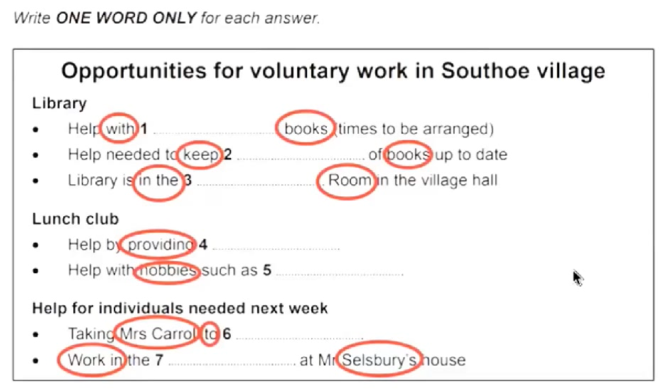 Write ONE WORD ONLY for each answer.
Opportunities for voluntary work in Southoe village
Library
• Help with 1 ........................ books (times to be arranged)
• Help needed to keep 2 ........................ of books up to date
• Library is in the 3 ........................ Room in the village hall
Lunch club
• Help by providing 4 ........................
• Help with hobbies such as 5 ........................
Help for individuals needed next week
• Taking Mrs Carroll to 6 ........................
• Work in the 7 ........................ at Mr Selsbury's house